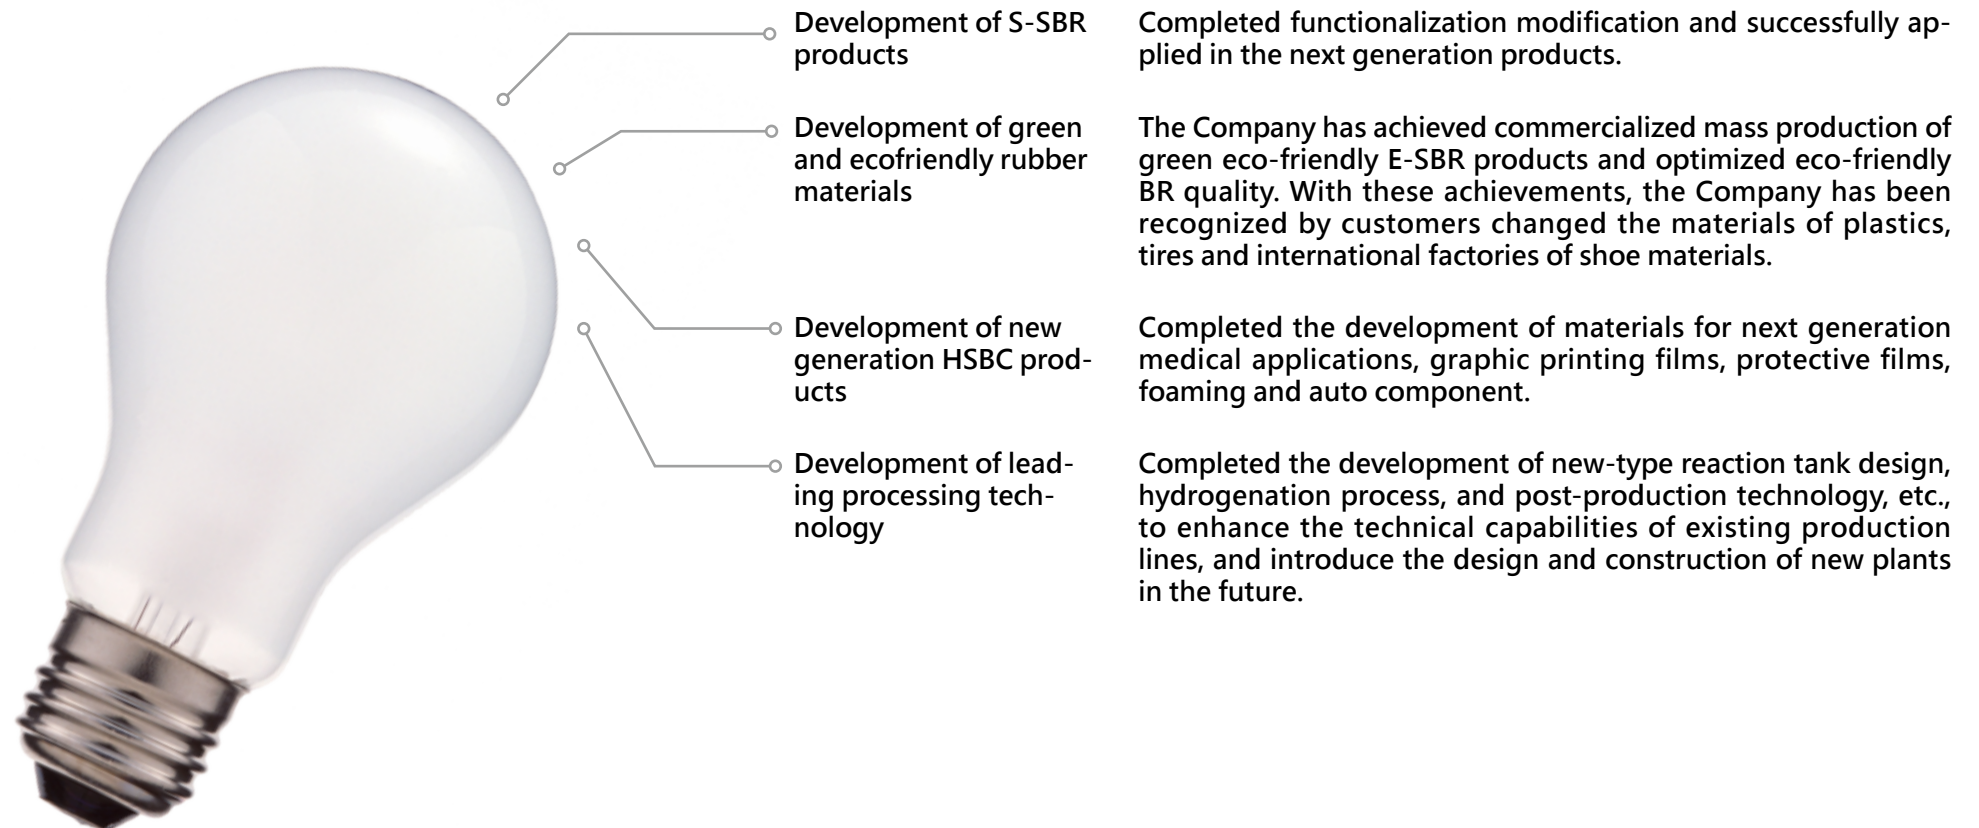 Development of S-SBR
products
Completed functionalization modification and successfully ap-
plied in the next generation products.
Development of green
and ecofriendly rubber
materials
The Company has achieved commercialized mass production of
green eco-friendly E-SBR products and optimized eco-friendly
BR quality. With these achievements, the Company has been
recognized by customers changed the materials of plastics,
tires and international factories of shoe materials.
Development of new
generation HSBC prod-
ucts
Completed the development of materials for next generation
medical applications, graphic printing films, protective films,
foaming and auto component.
Development of lead-
ing processing tech-
nology
Completed the development of new-type reaction tank design,
hydrogenation process, and post-production technology, etc.,
to enhance the technical capabilities of existing production
lines, and introduce the design and construction of new plants
in the future.